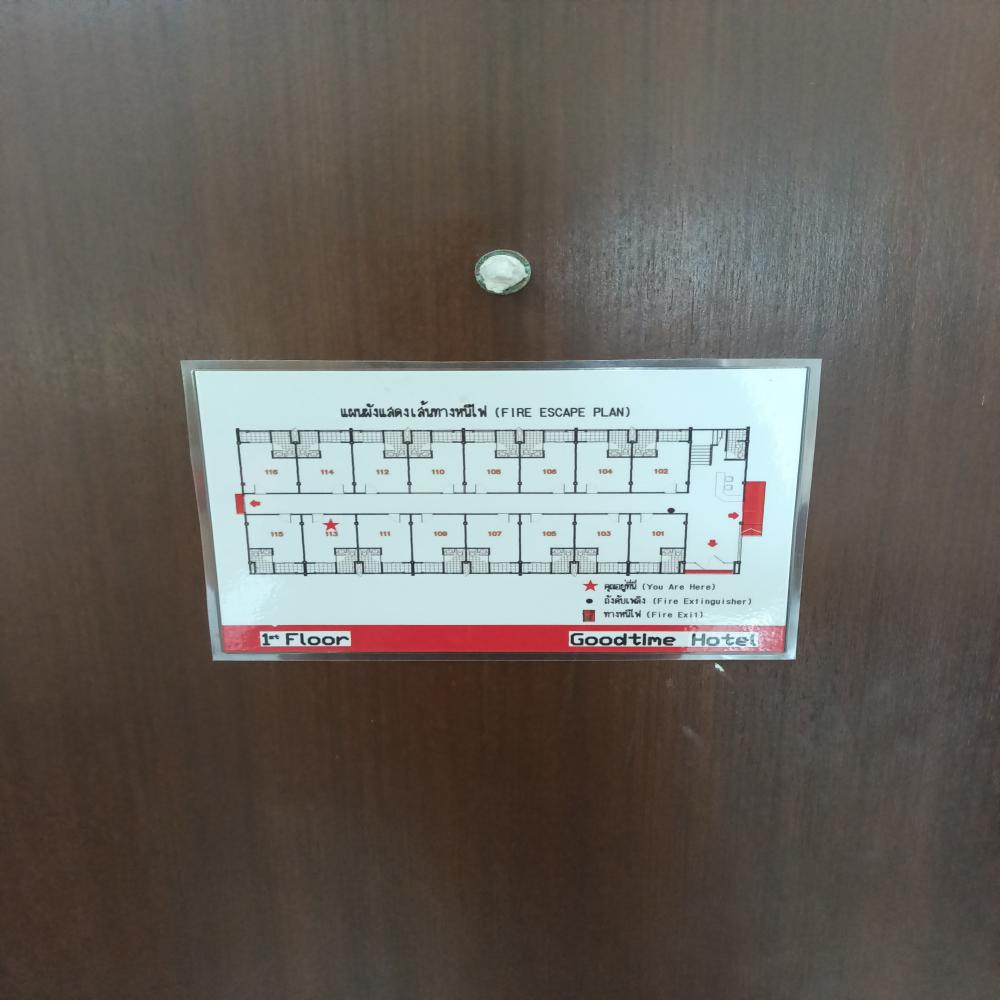 แผนผังแสดงเส้นทางหนีไฟ (FIRE ESCAPE PLAN)
116 114 112 110 108 106 104 102
115 113 111 109 107 105 103 101
คุณอยู่ที่นี่ (You Are Here)
ถังดับเพลิง (Fire Extinguisher)
ทางหนีไฟ (Fire Exit)
1st Floor
Goodtime Hotel